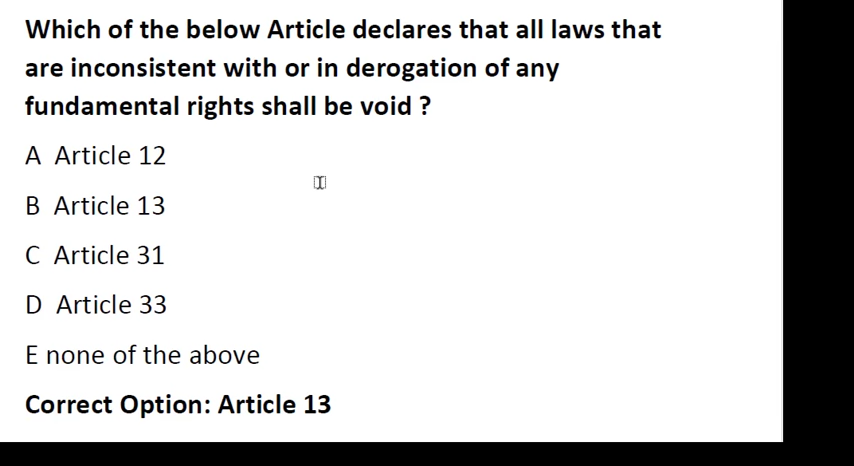 Which of the below Article declares that all laws that
are inconsistent with or in derogation of any
fundamental rights shall be void ?
A Article 12
B Article 13
C Article 31
D Article 33
E none of the above
Correct Option: Article 13